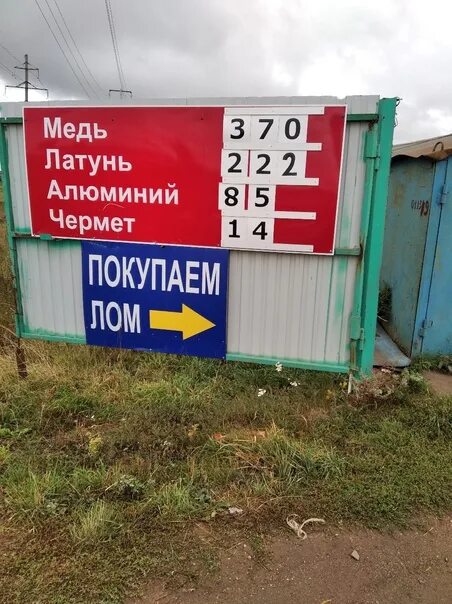 Медь 370
Латунь 222
Алюминий 85
Чермет 14
ПОКУПАЕМ
ЛОМ